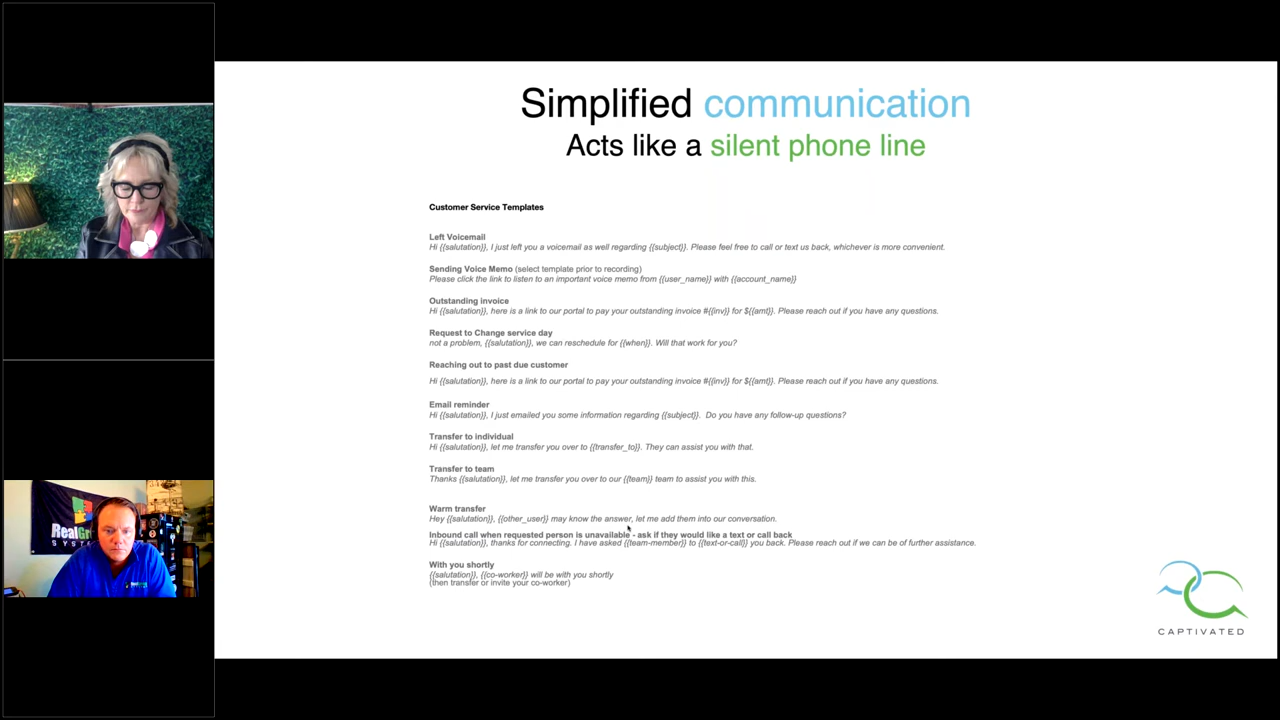 Simplified communication
Acts like a silent phone line
Customer Service Templates
Left Voicemail
Hi {{salutation}}, I just left you a voicemail as well regarding {{subject}}. Please feel free to call or text us back, whichever is more convenient.
Sending Voice Memo (select template prior to recording)
Please click the link to listen to an important voice memo from {{user_name}} with {{account_name}}
Outstanding invoice
Hi {{salutation}}, here is a link to our portal to pay your outstanding invoice #{{inv}} for ${{amt}}. Please reach out if you have any questions.
Request to Change service day
not a problem, {{salutation}}, we can reschedule for {{when}}. Will that work for you?
Reaching out to past due customer
Hi {{salutation}}, here is a link to our portal to pay your outstanding invoice #{{inv}} for ${{amt}}. Please reach out if you have any questions.
Email reminder
Hi {{salutation}}, I just emailed you some information regarding {{subject}}. Do you have any follow-up questions?
Transfer to individual
Hi {{salutation}}, let me transfer you over to {{transfer_to}}. They can assist you with that.
Transfer to team
Thanks {{salutation}}, let me transfer you over to our {{team}} team to assist you with this.
Warm transfer
Hey {{salutation}}, {{other_user}} may know the answer, let me add them into our conversation.
Inbound call when requested person is unavailable - ask if they would like a text or call back
Hi {{salutation}}, thanks for connecting. I have asked {{team-member}} to {{text-or-call}} you back. Please reach out if we can be of further assistance.
With you shortly
{{salutation}}, {{co-worker}} will be with you shortly
(then transfer or invite your co-worker)
CAPTIVATED